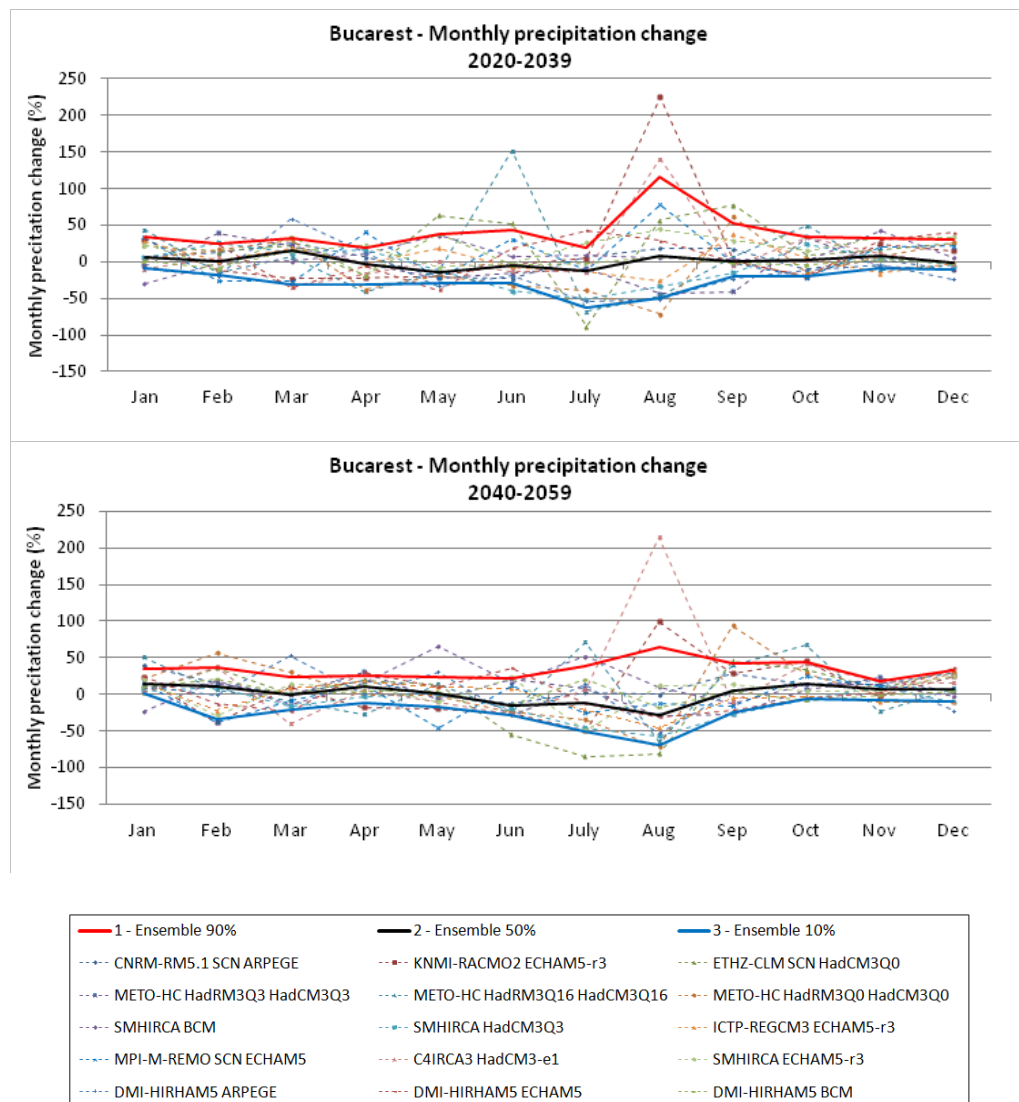 Bucarest - Monthly precipitation change
2020-2039
Monthly precitation change (%)
250
200
150
100
50
0
-50
-100
-150
Jan Feb Mar Apr May Jun July Aug Sep Oct Nov Dec
Bucarest - Monthly precipitation change
2040-2059
Monthly precipitation change (%)
250
200
150
100
50
0
-50
-100
-150
Jan Feb Mar Apr May Jun July Aug Sep Oct Nov Dec
1 - Ensemble 90% 2 - Ensemble 50% 3 - Ensemble 10%
CNRM-RM5.1 SCN ARPEGE KNMI-RACMO2 ECHAM5-r3 ETHZ-CLM SCN HadCM3Q0
METO-HC HadRM3Q3 HadCM3Q3 METO-HC HadRM3Q16 HadCM3Q16 METO-HC HadRM3Q0 HadCM3Q0
SMHIRCA BCM SMHIRCA HadCM3Q3 ICTP-REGCM3 ECHAM5-r3
MPI-M-REMO SCN ECHAM5 C4IRCA3 HadCM3-e1 SMHIRCA ECHAM5-r3
DMI-HIRHAM5 ARPEGE DMI-HIRHAM5 ECHAM5 DMI-HIRHAM5 BCM